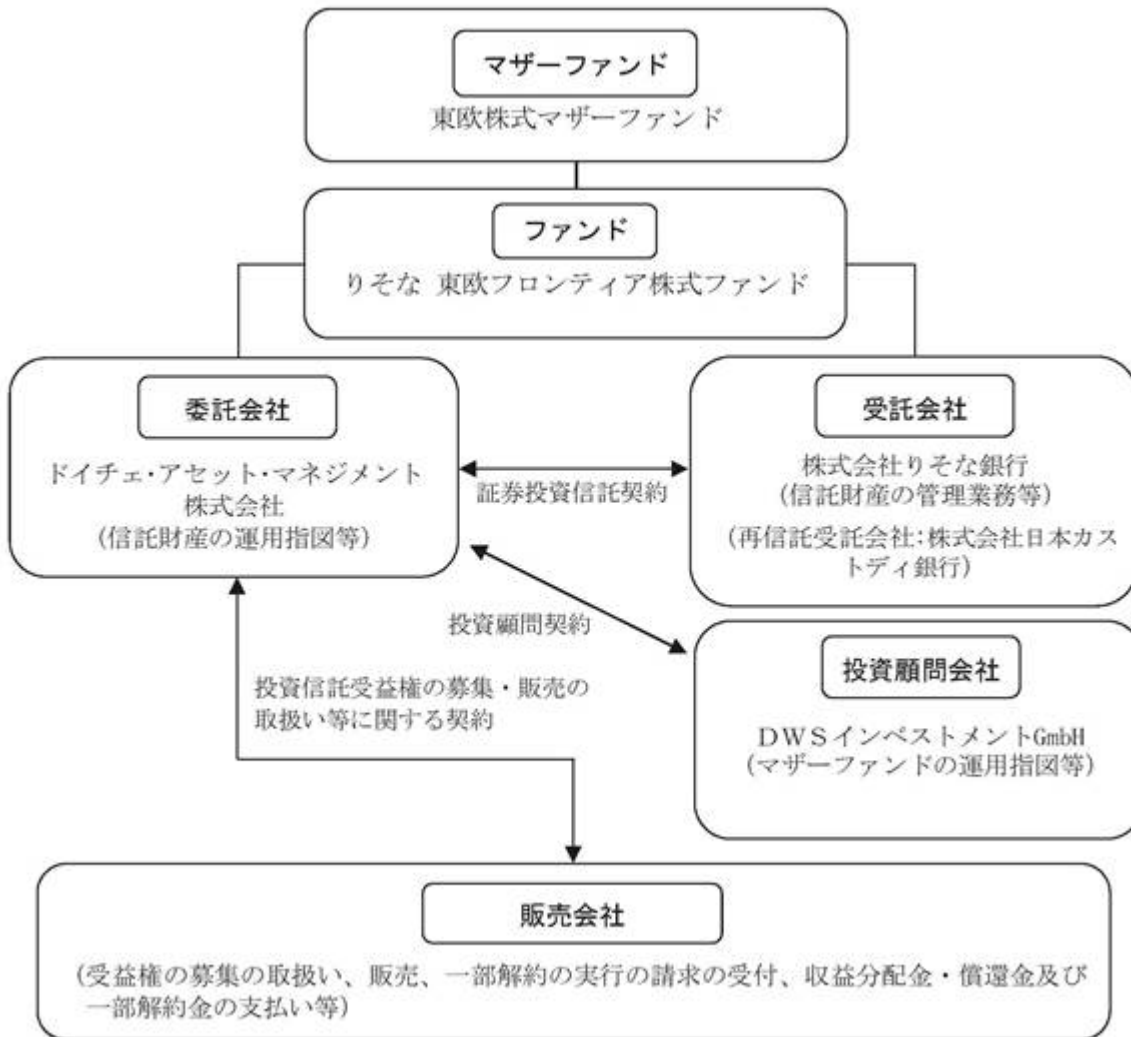 マザーファンド
東欧株式マザーファンド
ファンド
りそな 東欧フロンティア株式ファンド
委託会社
ドイチェ・アセット・マネジメント
株式会社
(信託財産の運用指図等)
証券投資信託契約
受託会社
株式会社りそな銀行
(信託財産の管理業務等)
(再信託受託会社:株式会社日本カス
トディ銀行)
投資顧問契約
投資顧問会社
DWSインベストメントGmbH
(マザーファンドの運用指図等)
投資信託受益権の募集・販売の
取扱い等に関する契約
販売会社
(受益権の募集の取扱い、販売、一部解約の実行の請求の受付、収益分配金・償還金及び
一部解約金の支払い等)